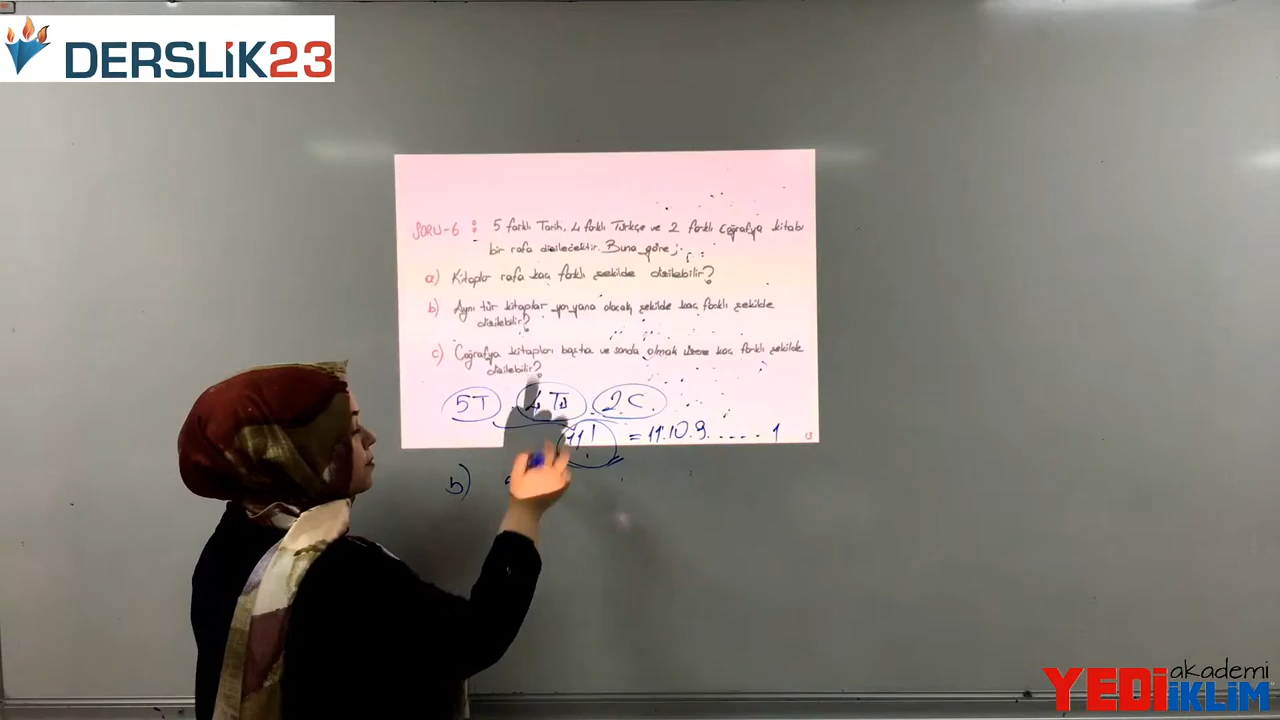 DERSLİK23
SORU-6 : 5 farklı Tarih, 4 farklı Türkçe ve 2 farklı Coğrafya kitabı
bir rafa dizilecektir. Buna göre;
a) Kitaplar rafa kaç farklı şekilde dizilebilir?
b) Aynı tür kitaplar yan yana olacak şekilde kaç farklı şekilde
dizilebilir?
c) Coğrafya kitapları başta ve sonda olmak üzere kaç farklı şekilde
dizilebilir?
5T 2C
11! = 11.10.9. .... 1
b)
YEDİ İKLİM akademi